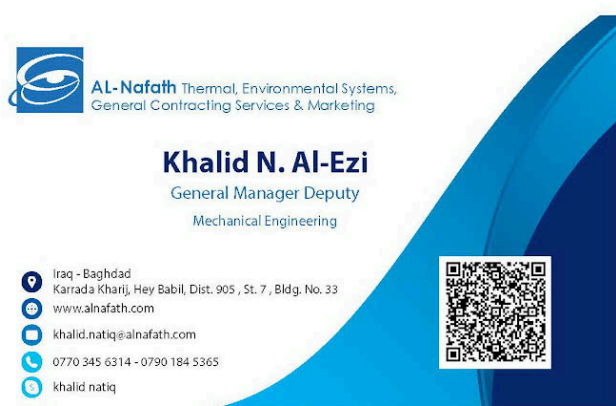 AL-Nafath Thermal, Environmental Systems,
General Contracting Services & Marketing
Khalid N. Al-Ezi
General Manager Deputy
Mechanical Engineering
Iraq - Baghdad
Karrada Kharij, Hey Babil, Dist. 905 , St. 7 , Bldg. No. 33
www.alnafath.com
khalid.natiq@alnafath.com
0770 345 6314 - 0790 184 5365
khalid natiq